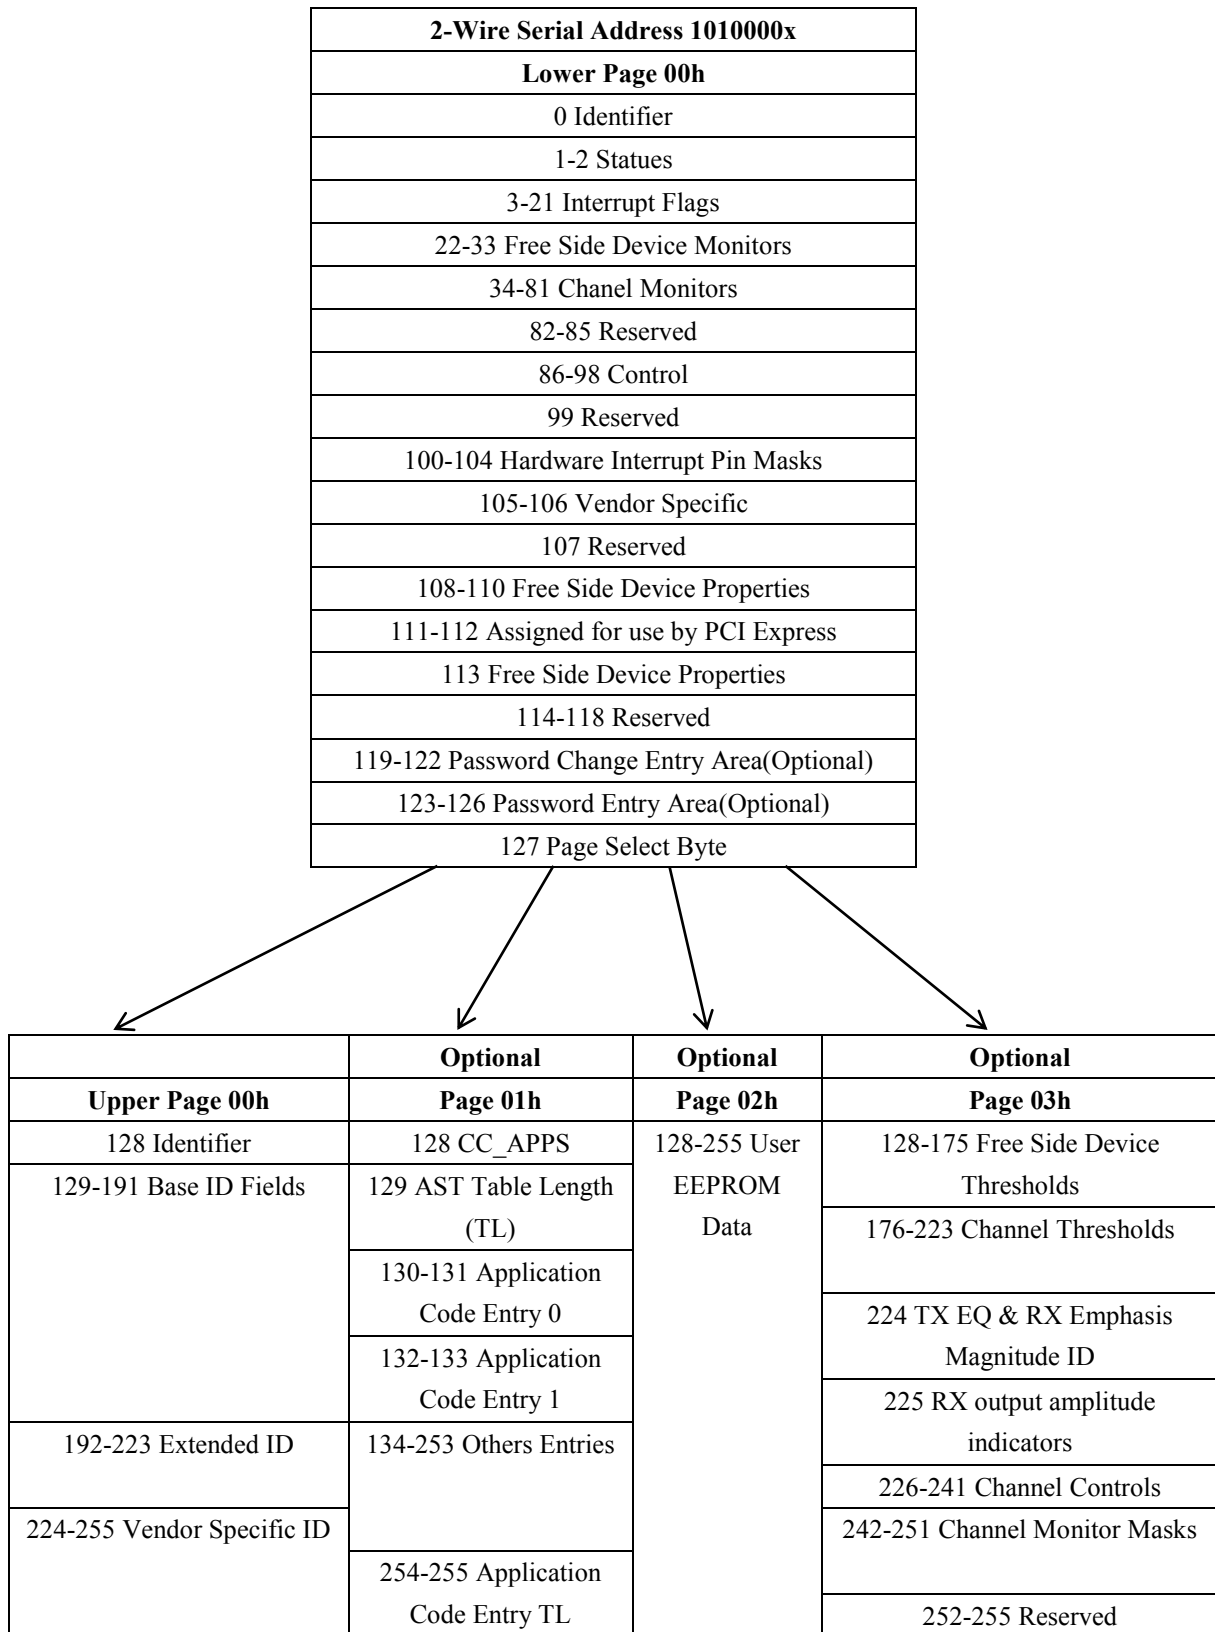 2-Wire Serial Address 1010000x
Lower Page 00h
0 Identifier
1-2 Statues
3-21 Interrupt Flags
22-33 Free Side Device Monitors
34-81 Chanel Monitors
82-85 Reserved
86-98 Control
99 Reserved
100-104 Hardware Interrupt Pin Masks
105-106 Vendor Specific
107 Reserved
108-110 Free Side Device Properties
111-112 Assigned for use by PCI Express
113 Free Side Device Properties
114-118 Reserved
119-122 Password Change Entry Area(Optional)
123-126 Password Entry Area(Optional)
127 Page Select Byte
Upper Page 00h
128 Identifier
129-191 Base ID Fields
192-223 Extended ID
224-255 Vendor Specific ID
Optional
Page 01h
128 CC_APPS
129 AST Table Length
(TL)
130-131 Application
Code Entry 0
132-133 Application
Code Entry 1
134-253 Others Entries
254-255 Application
Code Entry TL
Optional
Page 02h
128-255 User
EEPROM
Data
Optional
Page 03h
128-175 Free Side Device
Thresholds
176-223 Channel Thresholds
224 TX EQ & RX Emphasis
Magnitude ID
225 RX output amplitude
indicators
226-241 Channel Controls
242-251 Channel Monitor Masks
252-255 Reserved